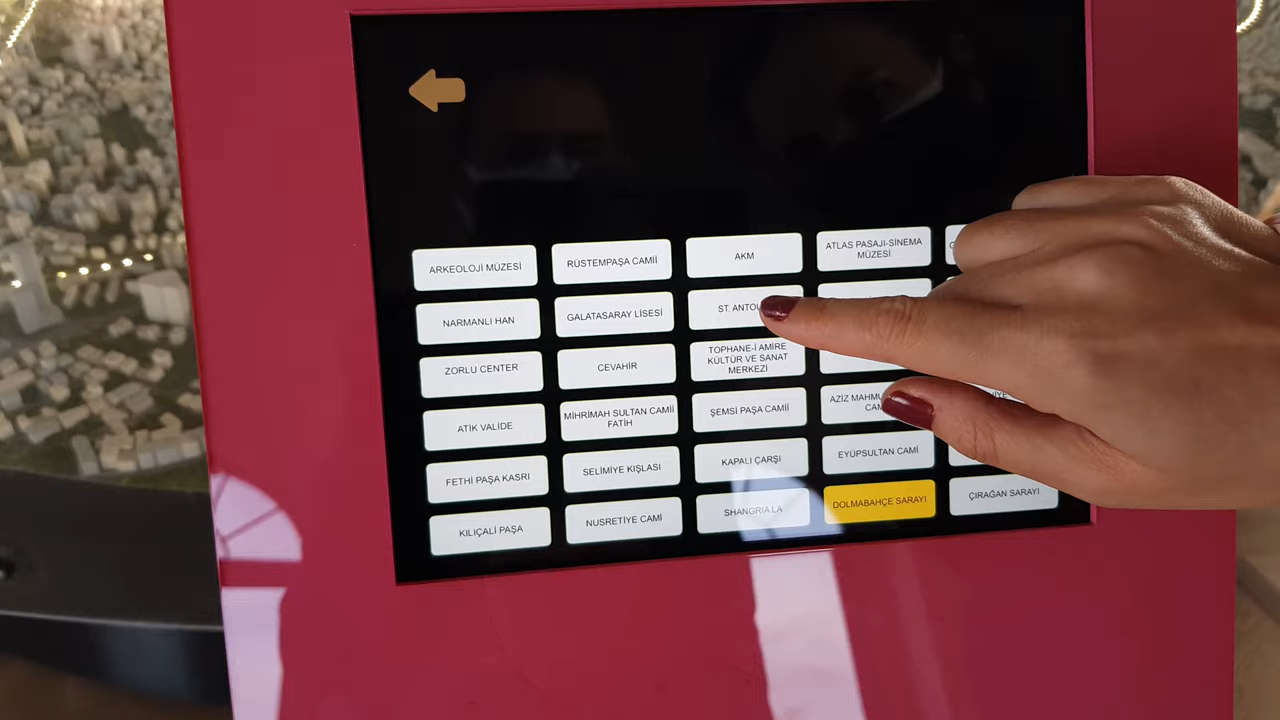 ARKEOLOJİ MÜZESİ
RÜSTEMPAŞA CAMİİ
AKM
ATLAS PASAJI-SİNEMA
MÜZESİ
NARMANLI HAN
GALATASARAY LİSESİ
ST.
ZORLU CENTER
CEVAHİR
TOPHANE-İ AMİRE
KÜLTÜR VE SANAT
MERKEZİ
ATİK VALİDE
MİHRİMAH SULTAN CAMİİ
FATİH
ŞEMSİ PAŞA CAMİİ
AZİZ
FETHİ PAŞA KASRI
SELİMİYE KIŞLASI
KAPALI ÇARŞI
EYÜPSULTAN CAMİ
KILIÇALİ PAŞA
NUSRETİYE CAMİ
SHANGRIA LA
DOLMABAHÇE SARAYI
ÇIRAĞAN SARAYI